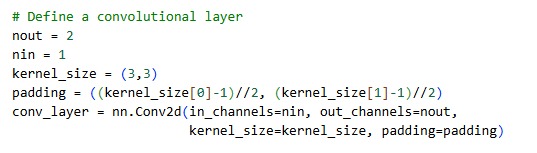 # Define a convolutional layer
nout = 2
nin = 1
kernel_size = (3,3)
padding = ((kernel_size[0]-1)//2, (kernel_size[1]-1)//2)
conv_layer = nn.Conv2d(in_channels=nin, out_channels=nout,
                       kernel_size=kernel_size, padding=padding)